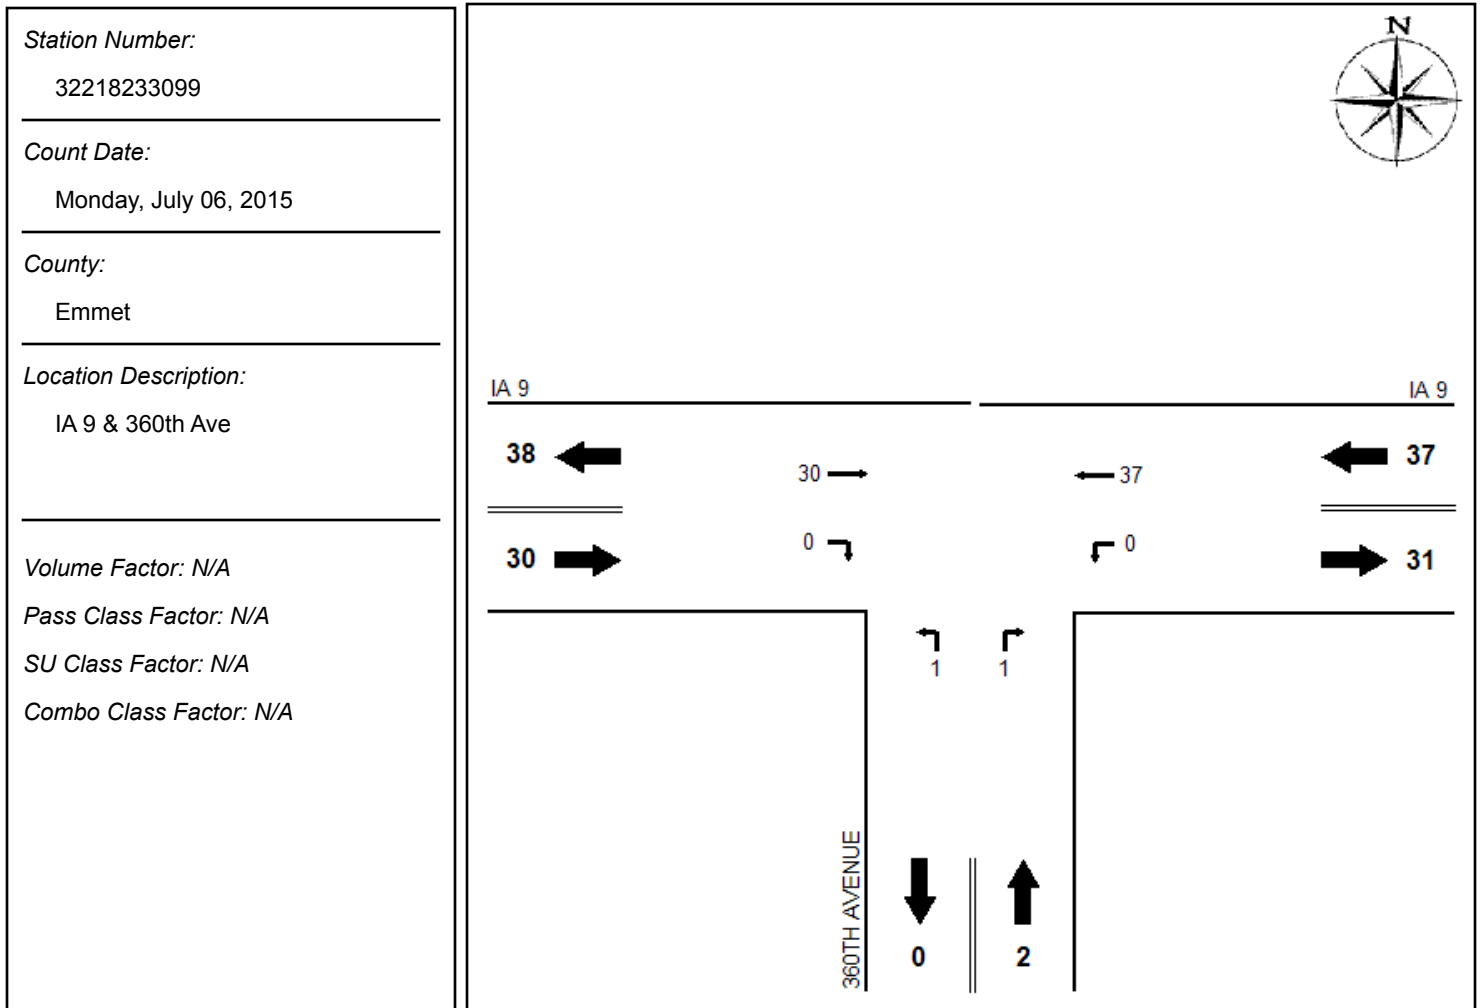 Station Number:
32218233099
Count Date:
Monday, July 06, 2015
County:
Emmet
Location Description:
IA 9 & 360th Ave
Volume Factor: N/A
Pass Class Factor: N/A
SU Class Factor: N/A
Combo Class Factor: N/A
N
IA 9
IA 9
38
30
37
37
30
0
0
31
1
1
360TH AVENUE
0
2